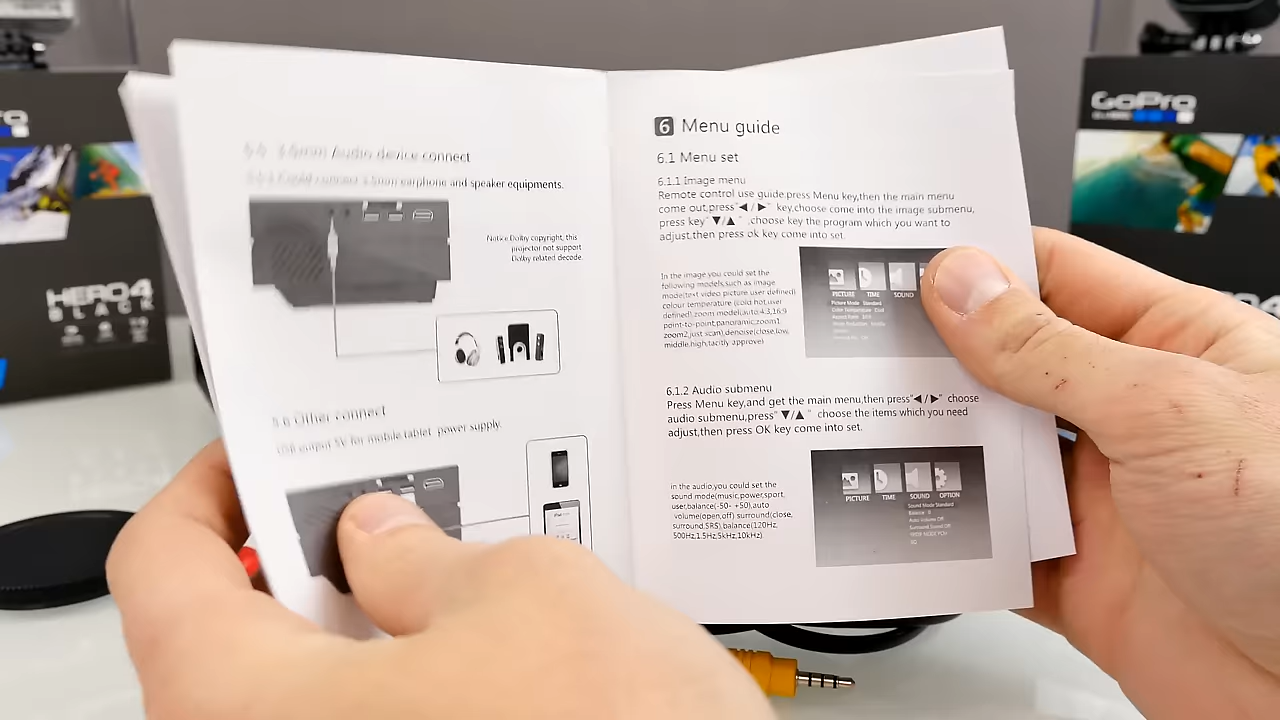 GoPro
HERO4
BLACK
3.5mm /audio device connect
earphone and speaker equipments.
Notice:Dolby copyright, this
projector not support
Dolby related decode.
5.6 Other connect
USB output 5V for mobile tablet power supply.
6 Menu guide
6.1 Menu set
6.1.1 Image menu
Remote control use guide:press Menu key,then the main menu
come out,press"◀ / ▶" key,choose come into the image submenu,
press key"▼/▲" ,choose key the program which you want to
adjust,then press ok key come into set.
In the image you could set the
following models,such as image
mode(text video picture user defined)
colour temperature (cold hot,user
define) zoom model(auto,4:3,16:9
point-to-point,panoramic,zoom1
zoom2,just scan),denoise(close,low,
middle,high,tacitly approve)
PICTURE TIME SOUND
Picture Mode Standard
6.1.2 Audio submenu
Press Menu key,and get the main menu,then press"◀/▶" choose
audio submenu,press"▼/▲" choose the items which you need
adjust,then press OK key come into set.
in the audio,you could set the
sound mode(music,power,sport,
user,balance(-50- +50),auto
volume(open,off) surround(close,
surround,SRS),balance(120Hz,
500Hz,1.5Hz,5kHz,10kHz)
PICTURE TIME SOUND OPTION
Sound Mode Standard
Balance 0
Auto Volume Off
Surround Sound Off
EQ
GoPro